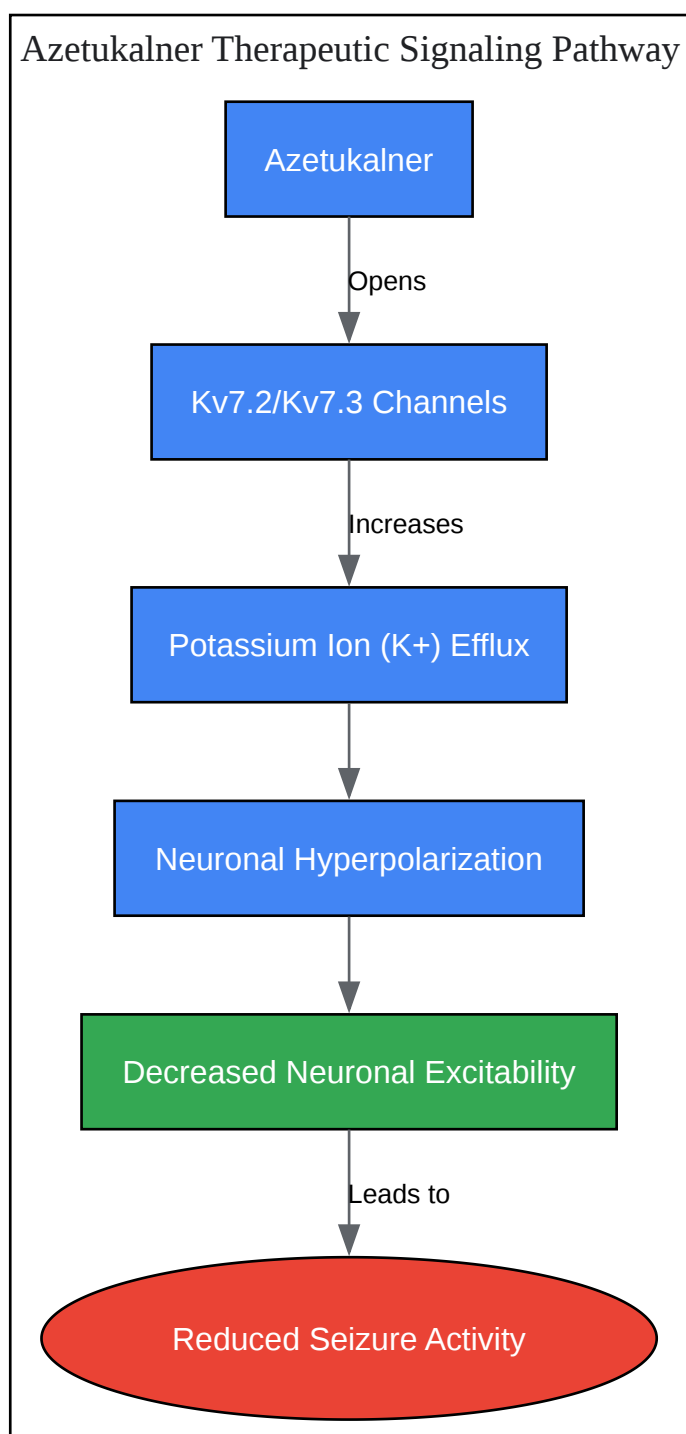 Azetukalner Therapeutic Signaling Pathway
Azetukalner
Opens
Kv7.2/Kv7.3 Channels
Increases
Potassium Ion (K+) Efflux
Neuronal Hyperpolarization
Decreased Neuronal Excitability
Leads to
Reduced Seizure Activity